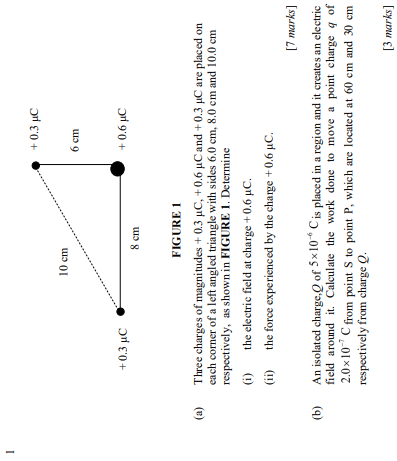 1
+ 0.3 μC
10 cm
6 cm
+ 0.3 μC
+ 0.6 μC
8 cm
FIGURE 1
(a) Three charges of magnitudes + 0.3 μC, + 0.6 μC and + 0.3 μC are placed on
each corner of a left angled triangle with sides 6.0 cm, 8.0 cm and 10.0 cm
respectively, as shown in FIGURE 1. Determine
(i) the electric field at charge + 0.6 μC.
(ii) the force experienced by the charge + 0.6 μC.
[7 marks]
(b) An isolated charge,Q of 5×10⁻⁶ C is placed in a region and it creates an electric
field around it. Calculate the work done to move a point charge q of
2.0×10⁻⁷ C from point S to point P, which are located at 60 cm and 30 cm
respectively from charge Q.
[3 marks]